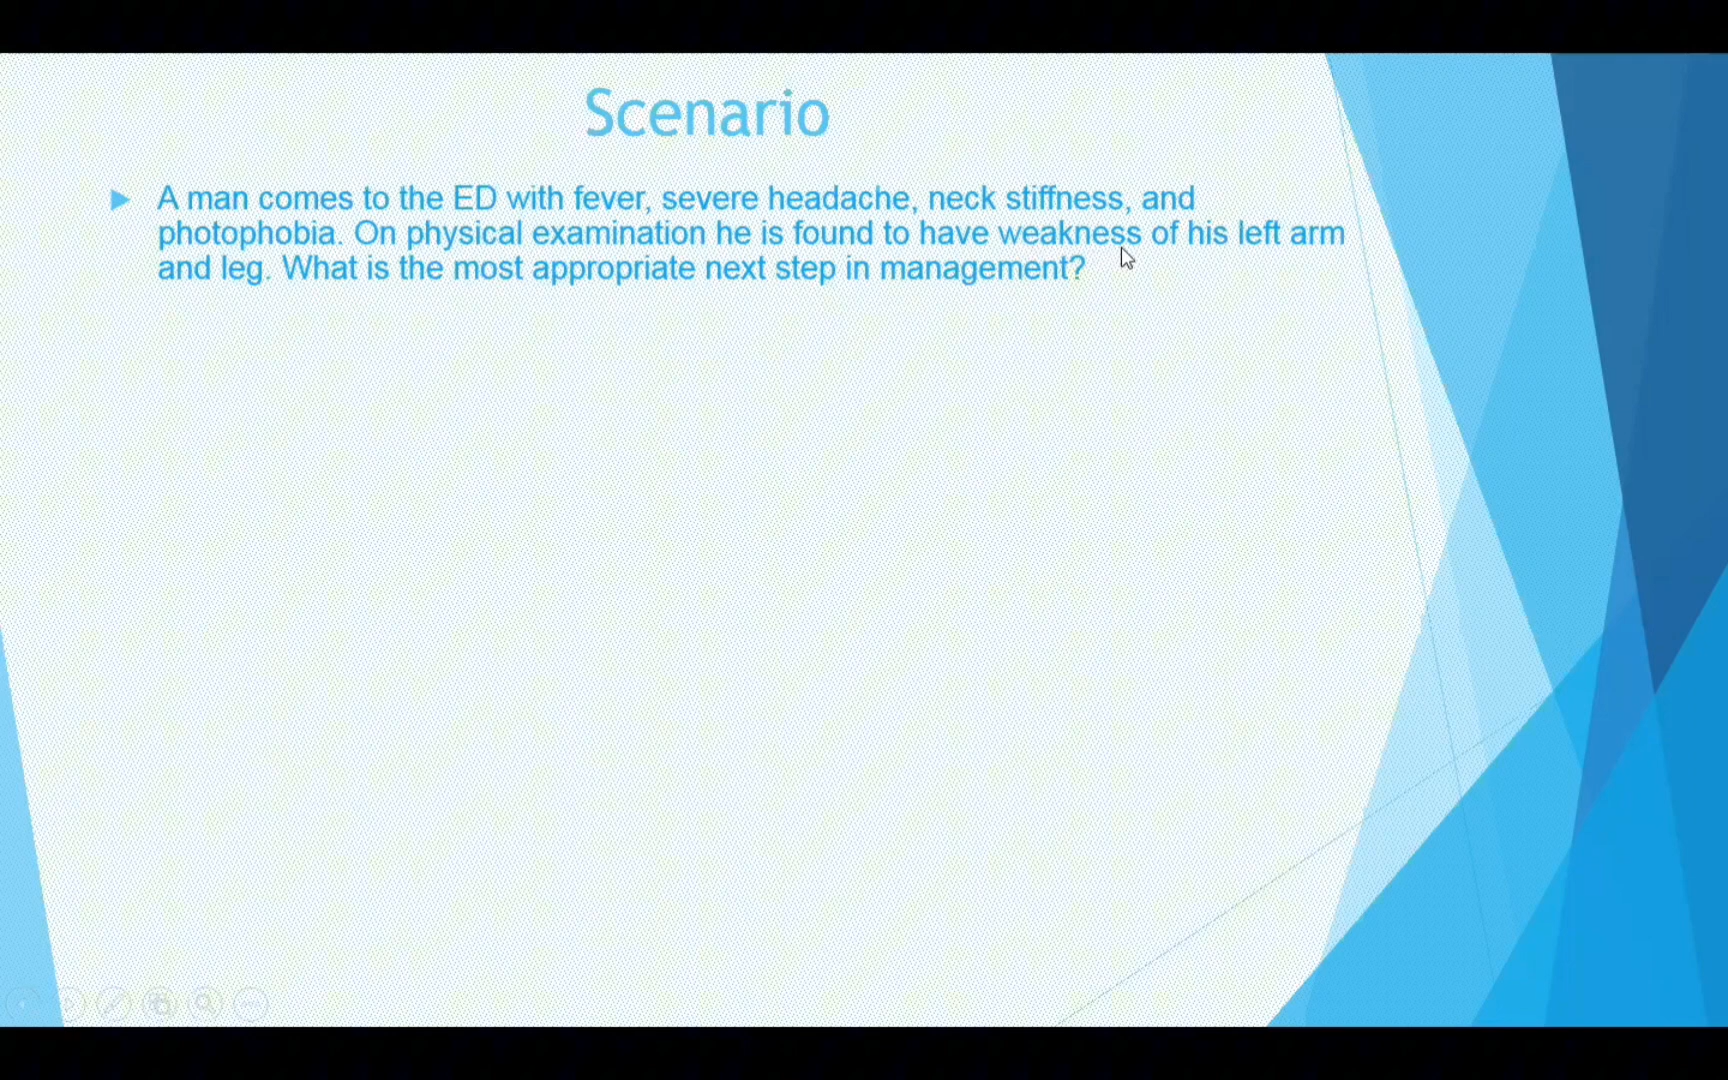 Scenario
A man comes to the ED with fever, severe headache, neck stiffness, and
photophobia. On physical examination he is found to have weakness of his left arm
and leg. What is the most appropriate next step in management?